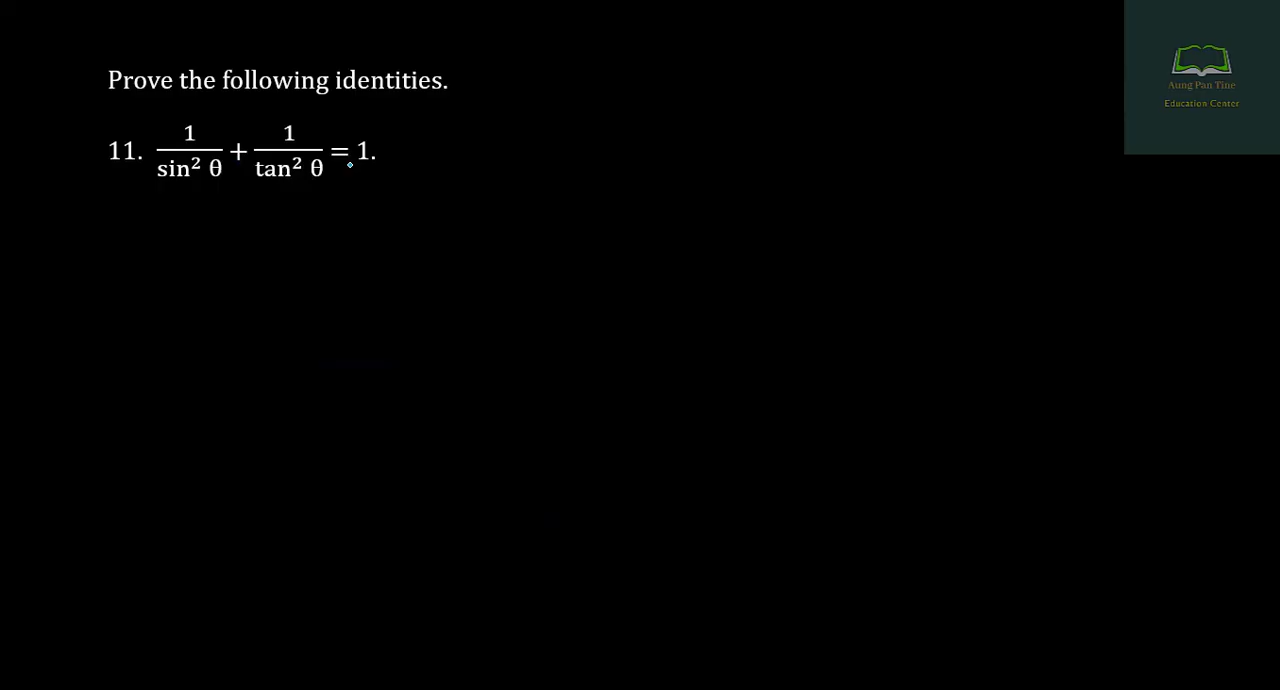 Aung Pan Tine
Education Center
Prove the following identities.
11. 1/sin² θ + 1/tan² θ = 1.